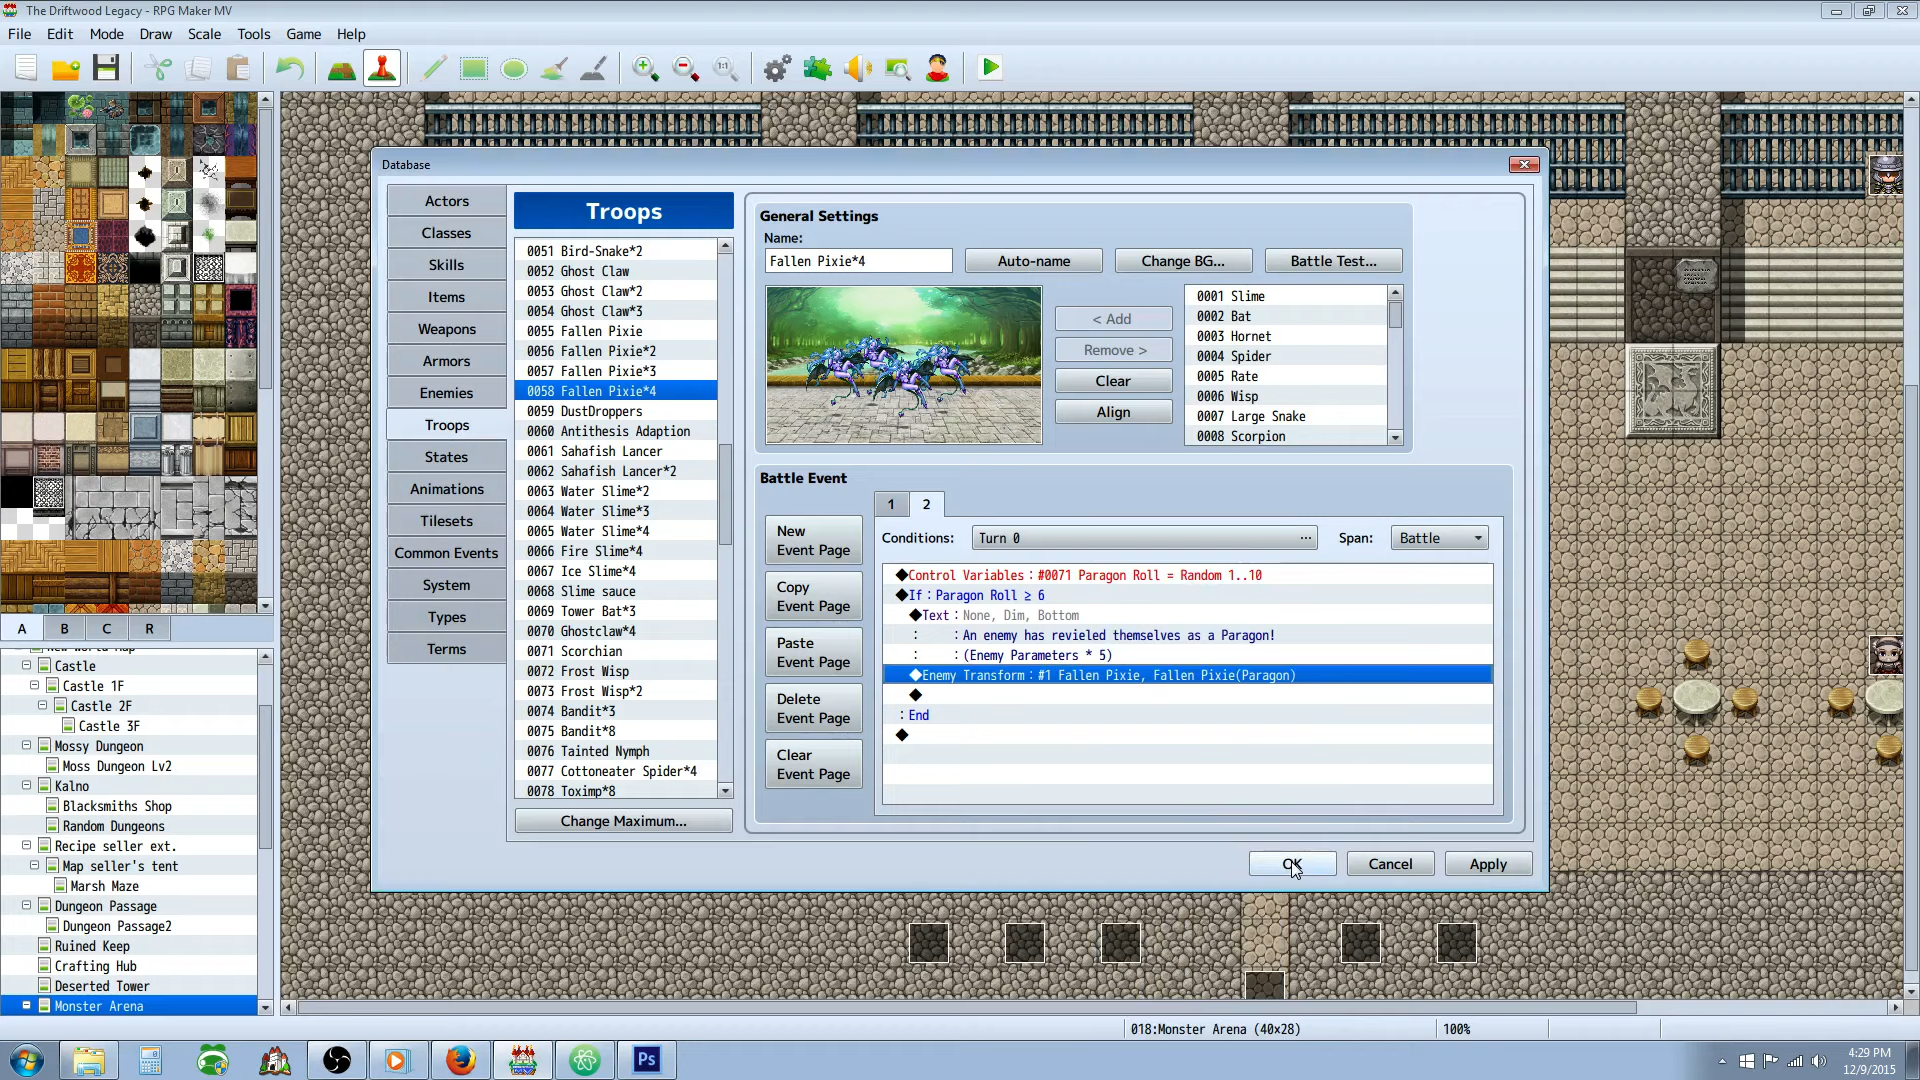 The Driftwood Legacy - RPG Maker MV
File Edit Mode Draw Scale Tools Game Help
1:1
Database
Actors
Classes
Skills
Items
Weapons
Armors
Enemies
Troops
States
Animations
Tilesets
Common Events
System
Types
Terms
Troops
0051 Bird-Snake*2
0052 Ghost Claw
0053 Ghost Claw*2
0054 Ghost Claw*3
0055 Fallen Pixie
0056 Fallen Pixie*2
0057 Fallen Pixie*3
0058 Fallen Pixie*4
0059 DustDroppers
0060 Antithesis Adaption
0061 Sahafish Lancer
0062 Sahafish Lancer*2
0063 Water Slime*2
0064 Water Slime*3
0065 Water Slime*4
0066 Fire Slime*4
0067 Ice Slime*4
0068 Slime sauce
0069 Tower Bat*3
0070 Ghostclaw*4
0071 Scorchian
0072 Frost Wisp
0073 Frost Wisp*2
0074 Bandit*3
0075 Bandit*8
0076 Tainted Nymph
0077 Cottoneater Spider*4
0078 Toximp*8
Change Maximum...
General Settings
Name:
Fallen Pixie*4
Auto-name
Change BG...
Battle Test...
< Add
Remove >
Clear
Align
0001 Slime
0002 Bat
0003 Hornet
0004 Spider
0005 Rate
0006 Wisp
0007 Large Snake
0008 Scorpion
Battle Event
New
Event Page
Copy
Event Page
Paste
Event Page
Delete
Event Page
Clear
Event Page
1 2
Conditions: Turn 0 ... Span: Battle
◆Control Variables : #0071 Paragon Roll = Random 1..10
◆If : Paragon Roll ≥ 6
◆Text : None, Dim, Bottom
: : An enemy has revieled themselves as a Paragon!
: : (Enemy Parameters * 5)
◆Enemy Transform : #1 Fallen Pixie, Fallen Pixie(Paragon)
◆
: End
◆
OK Cancel Apply
A B C R
New World Map
Castle
Castle 1F
Castle 2F
Castle 3F
Mossy Dungeon
Moss Dungeon Lv2
Kalno
Blacksmiths Shop
Random Dungeons
Recipe seller ext.
Map seller's tent
Marsh Maze
Dungeon Passage
Dungeon Passage2
Ruined Keep
Crafting Hub
Deserted Tower
Monster Arena
018:Monster Arena (40x28) 100%
Ps
4:29 PM
12/9/2015